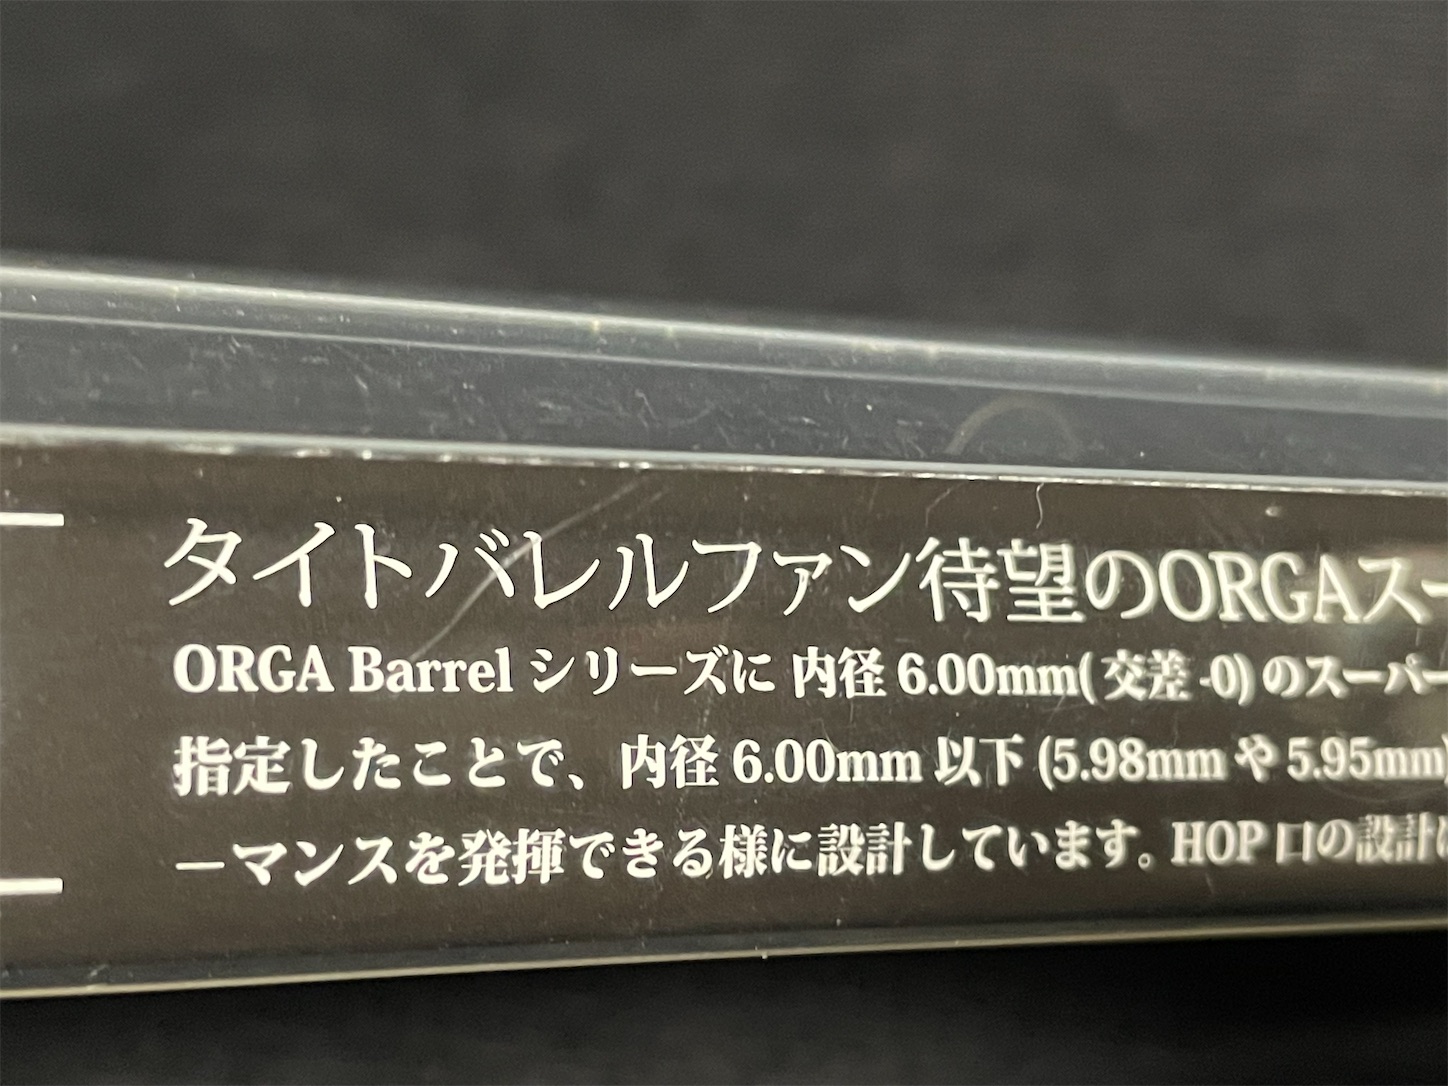 タイトバレルファン待望のORGAスー
ORGA Barrel シリーズに 内径 6.00mm( 交差 -0) のスーパー
指定したことで、内径 6.00mm 以下 (5.98mm や 5.95mm)
ーマンスを発揮できる様に設計しています。HOP 口の設計は